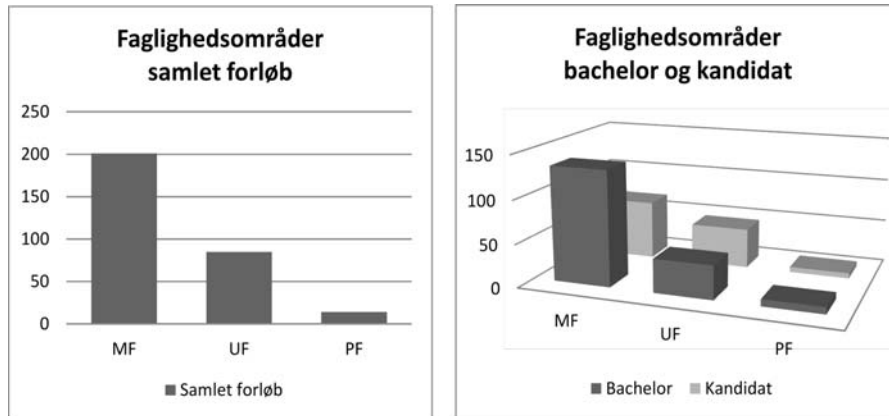 Faglighedsområder
samlet forløb
250
200
150
100
50
0
MF
UF
PF
Samlet forløb
Faglighedsområder
bachelor og kandidat
150
100
50
0
MF
UF
PF
Bachelor
Kandidat